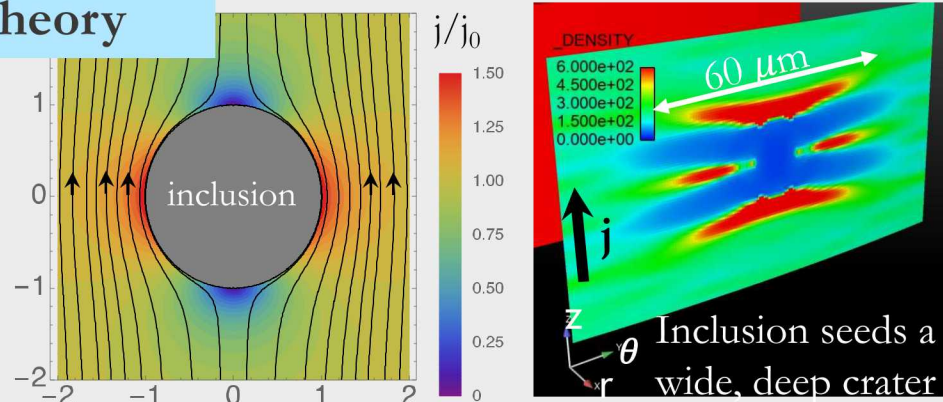 heory
j/j₀
1
0
−1
−2
−2
−1
0
1
2
inclusion
1.50
1.25
1.00
0.75
0.50
0.25
0
_DENSITY
6.000e+02
4.500e+02
3.000e+02
1.500e+02
0.000e+00
60 μm
j
Z
θ
Y
X
r
Inclusion seeds a
wide, deep crater